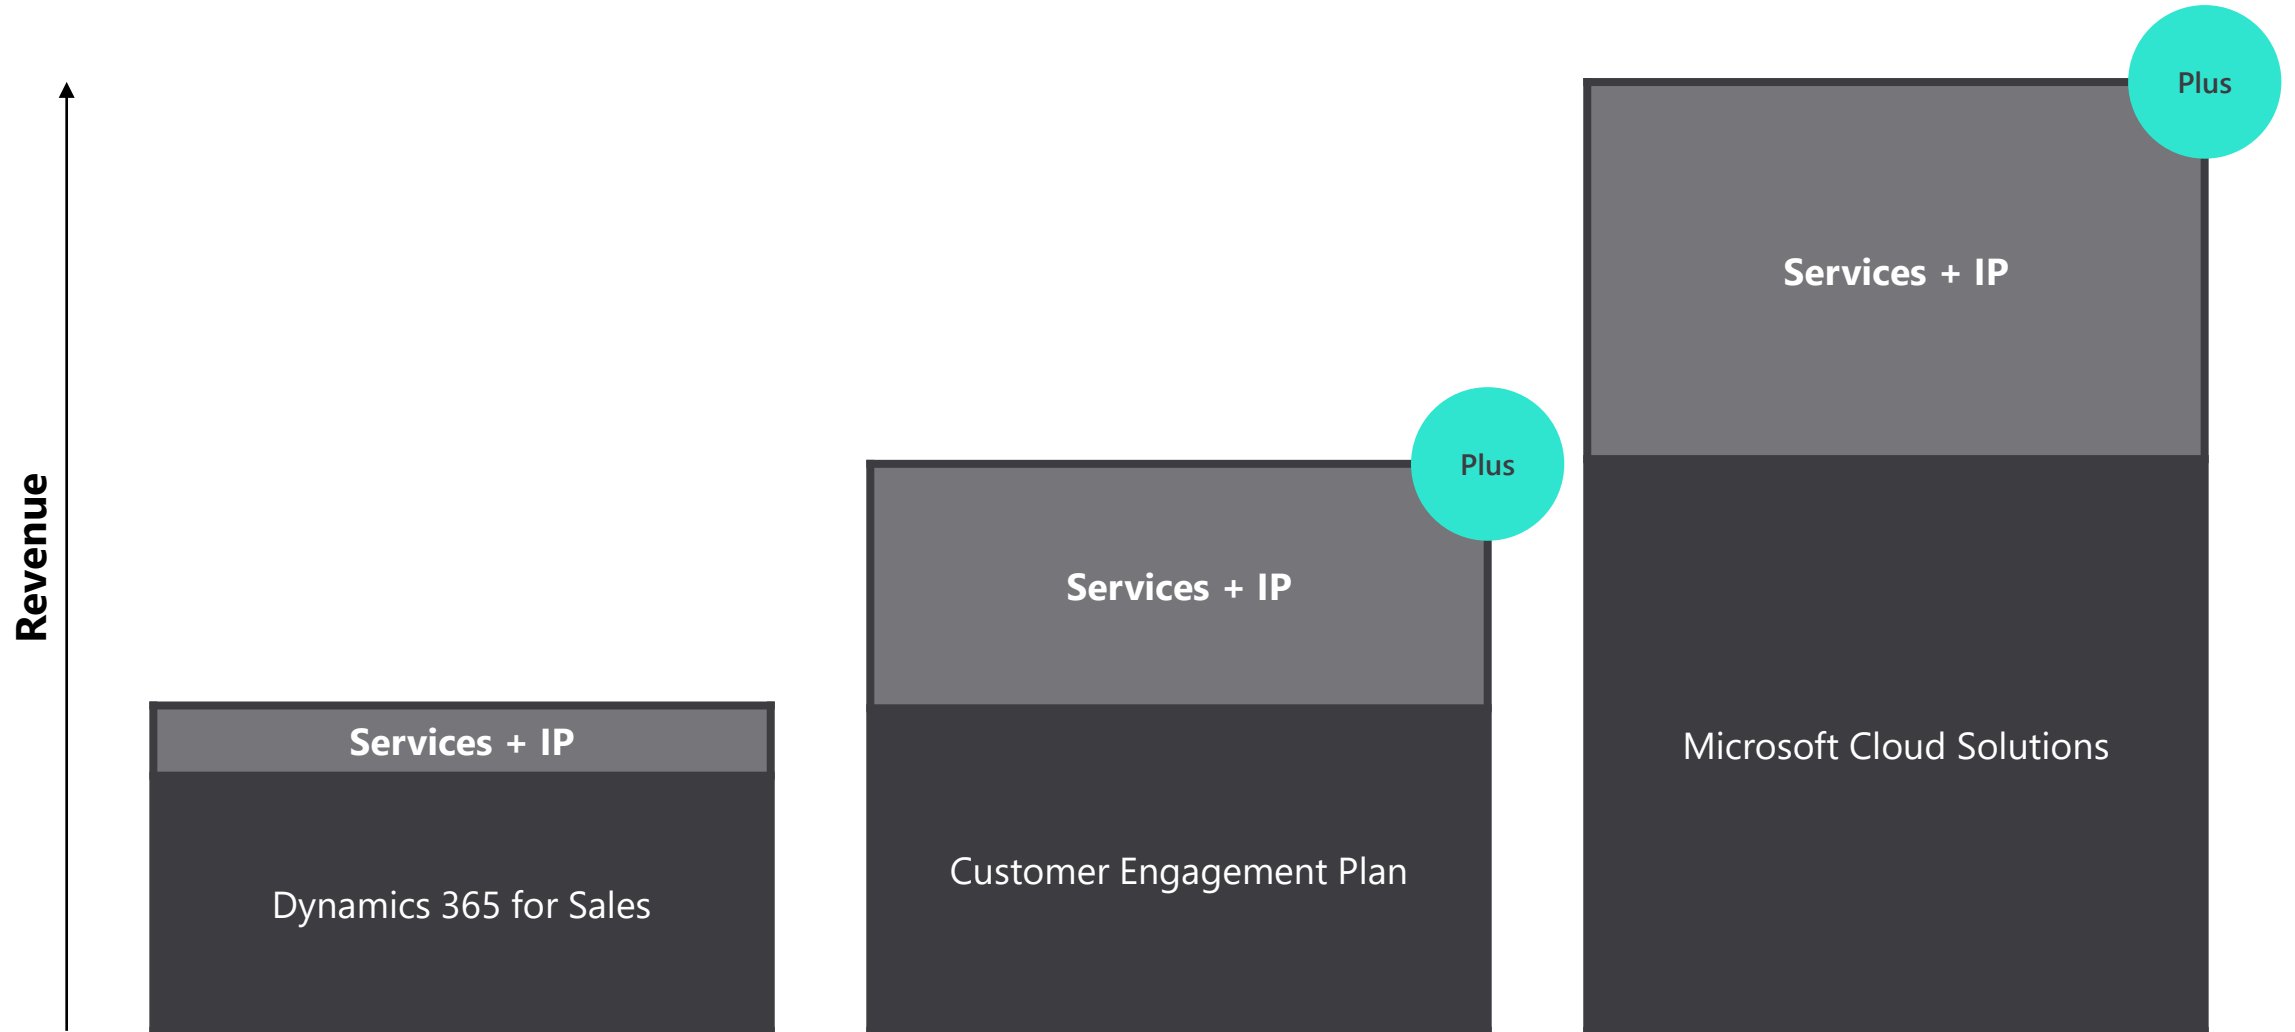 Revenue
Services + IP
Dynamics 365 for Sales
Plus
Services + IP
Customer Engagement Plan
Plus
Services + IP
Microsoft Cloud Solutions